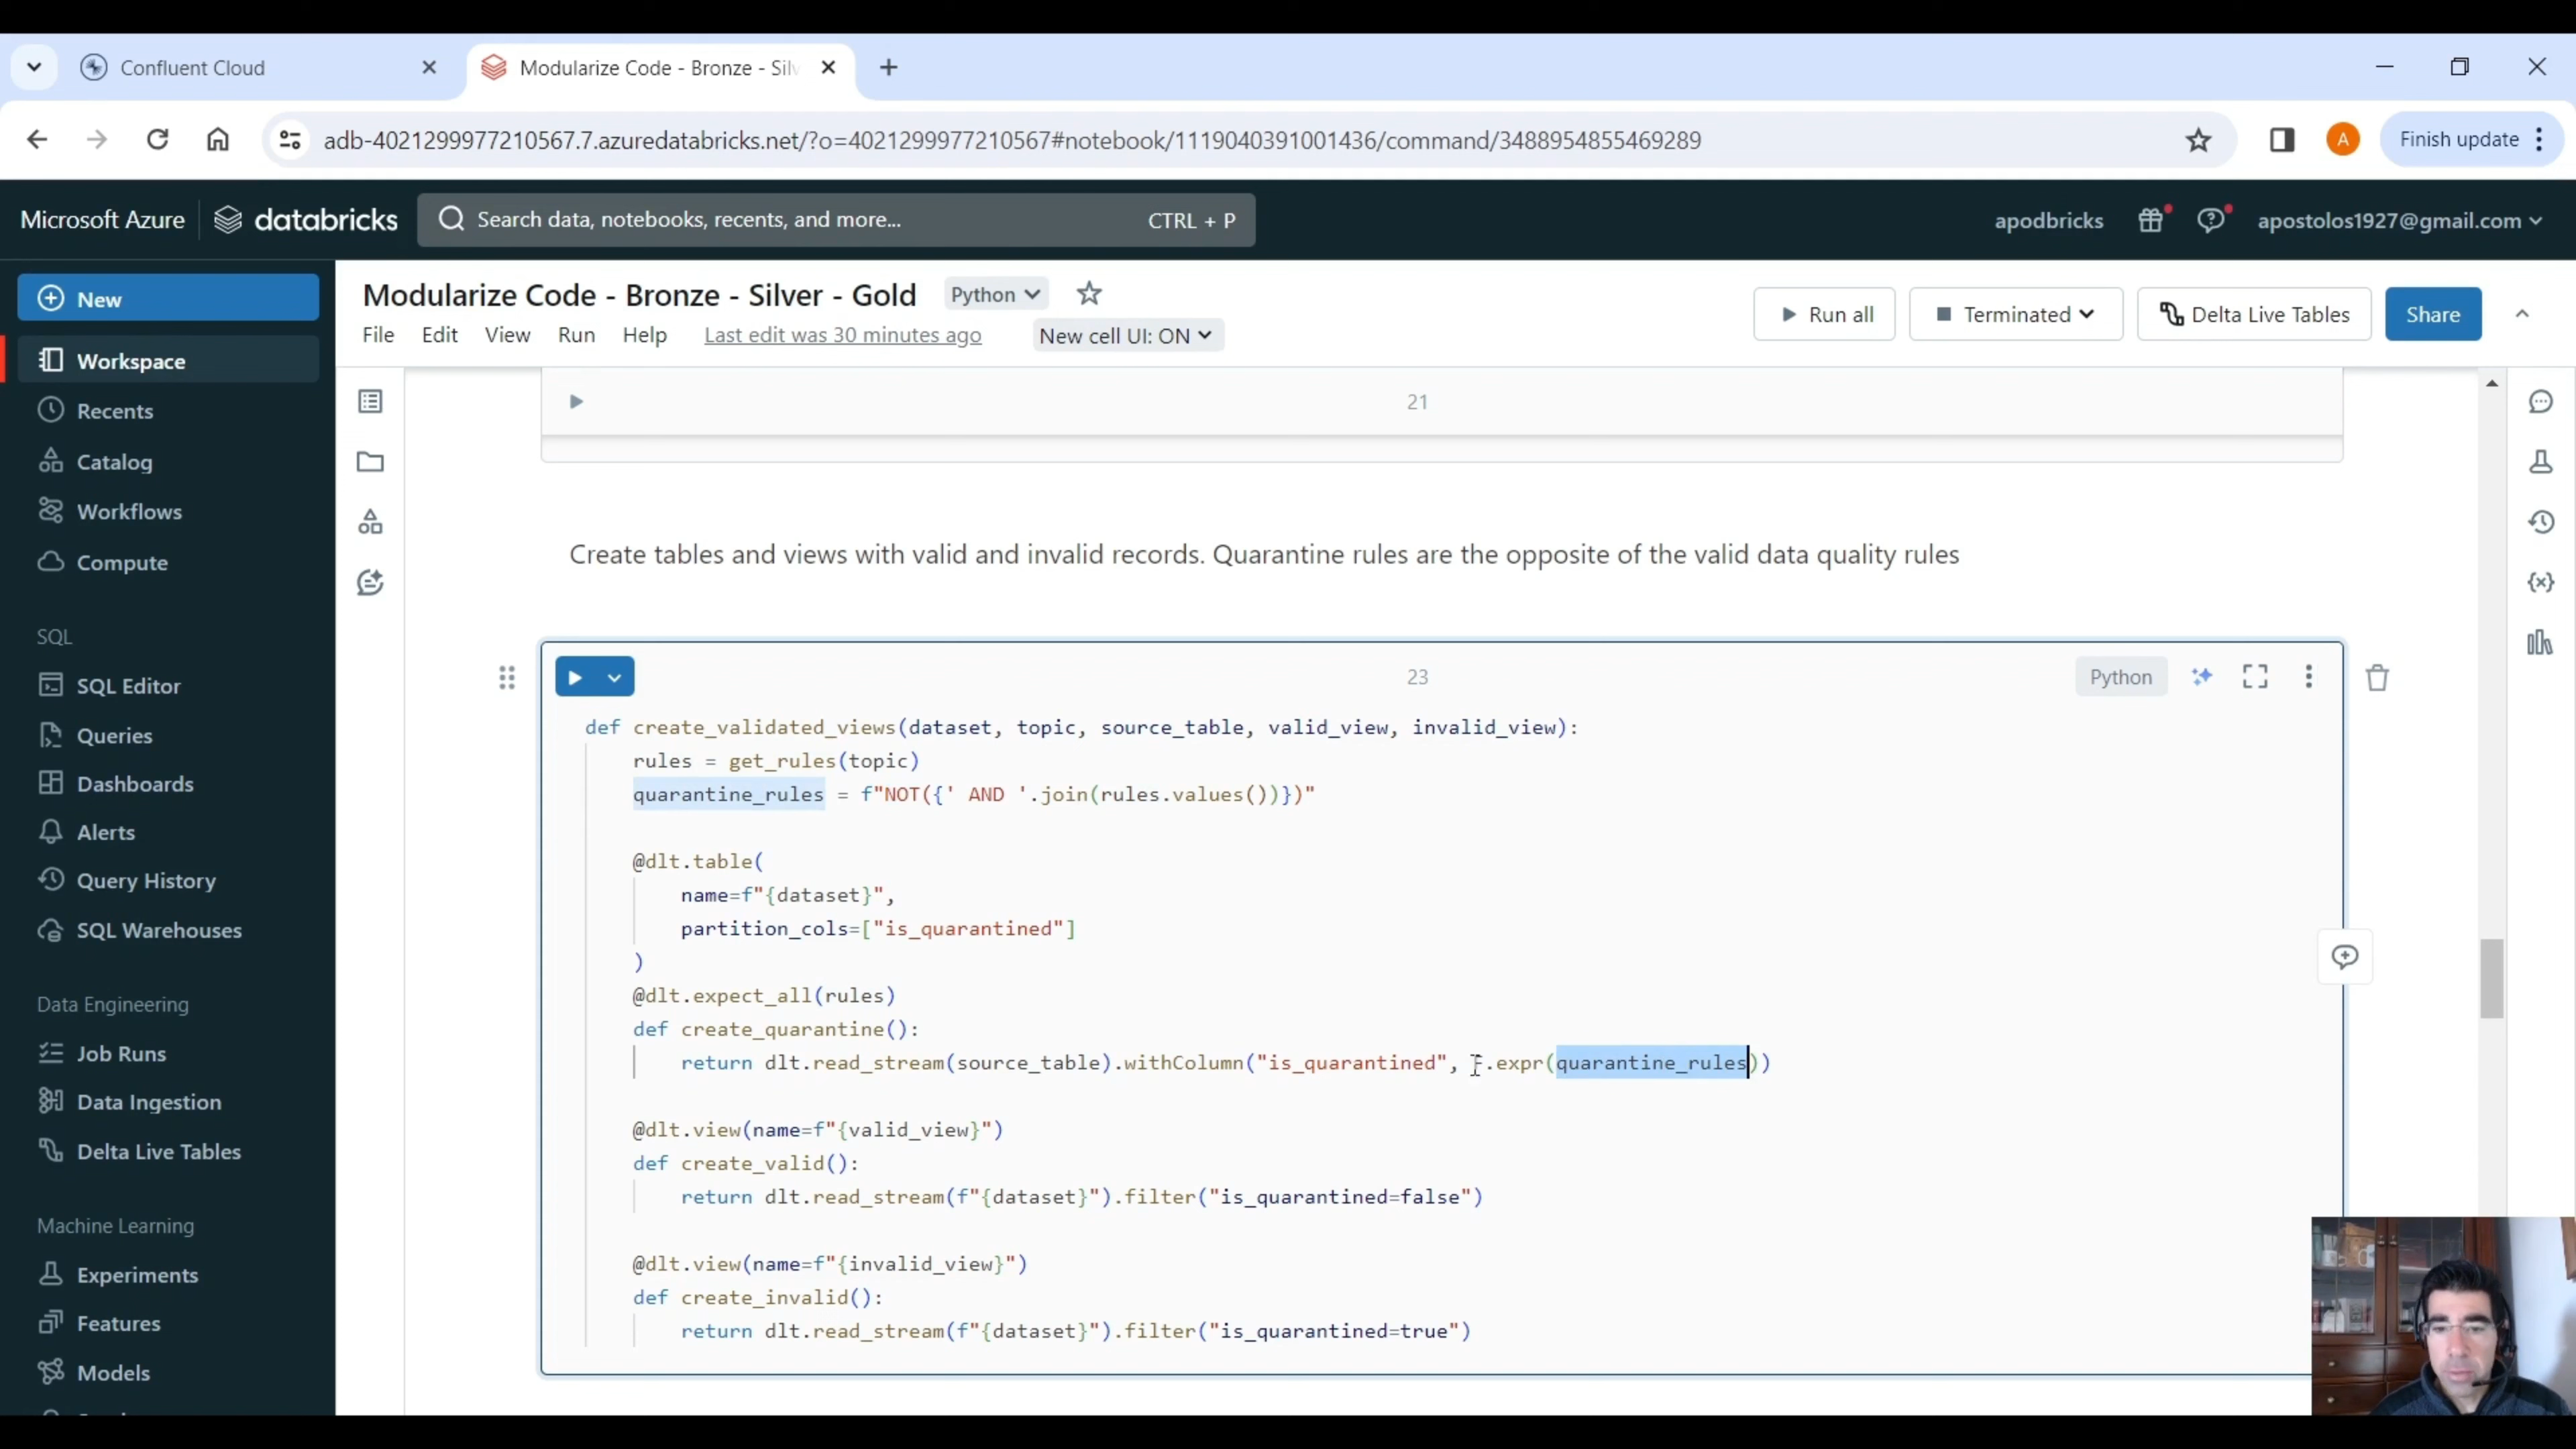 Confluent Cloud
Modularize Code - Bronze - Silv
adb-4021299977210567.7.azuredatabricks.net/?o=4021299977210567#notebook/1119040391001436/command/3488954855469289
A
Finish update
Microsoft Azure
databricks
Search data, notebooks, recents, and more...
CTRL + P
apodbricks
apostolos1927@gmail.com
New
Workspace
Recents
Catalog
Workflows
Compute
SQL
SQL Editor
Queries
Dashboards
Alerts
Query History
SQL Warehouses
Data Engineering
Job Runs
Data Ingestion
Delta Live Tables
Machine Learning
Experiments
Features
Models
Modularize Code - Bronze - Silver - Gold
Python
File Edit View Run Help Last edit was 30 minutes ago New cell UI: ON
Run all
Terminated
Delta Live Tables
Share
21
Create tables and views with valid and invalid records. Quarantine rules are the opposite of the valid data quality rules
23
Python
def create_validated_views(dataset, topic, source_table, valid_view, invalid_view):
rules = get_rules(topic)
quarantine_rules = f"NOT({' AND '.join(rules.values())})"
@dlt.table(
name=f"{dataset}",
partition_cols=["is_quarantined"]
)
@dlt.expect_all(rules)
def create_quarantine():
return dlt.read_stream(source_table).withColumn("is_quarantined", F.expr(quarantine_rules))
@dlt.view(name=f"{valid_view}")
def create_valid():
return dlt.read_stream(f"{dataset}").filter("is_quarantined=false")
@dlt.view(name=f"{invalid_view}")
def create_invalid():
return dlt.read_stream(f"{dataset}").filter("is_quarantined=true")